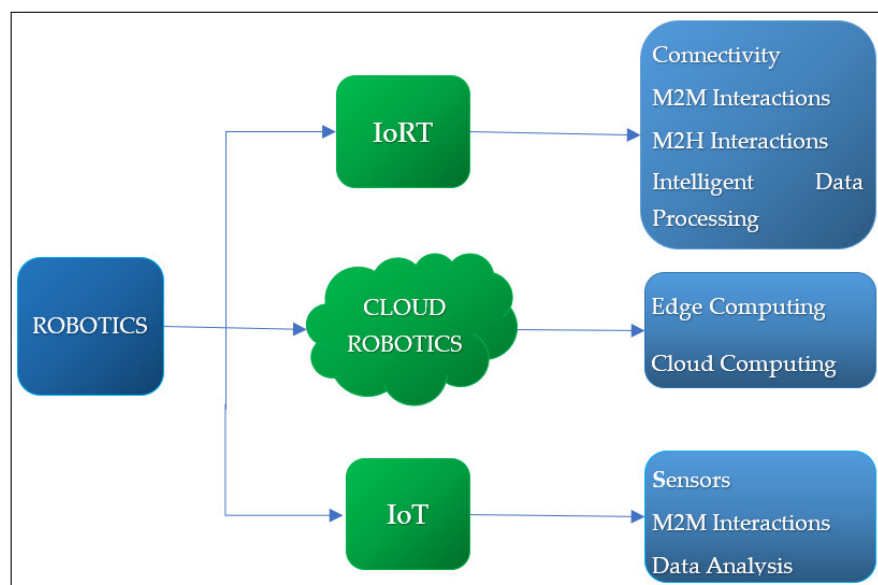 IoRT
Connectivity
M2M Interactions
M2H Interactions
Intelligent Data
Processing
ROBOTICS
CLOUD
ROBOTICS
Edge Computing
Cloud Computing
IoT
Sensors
M2M Interactions
Data Analysis